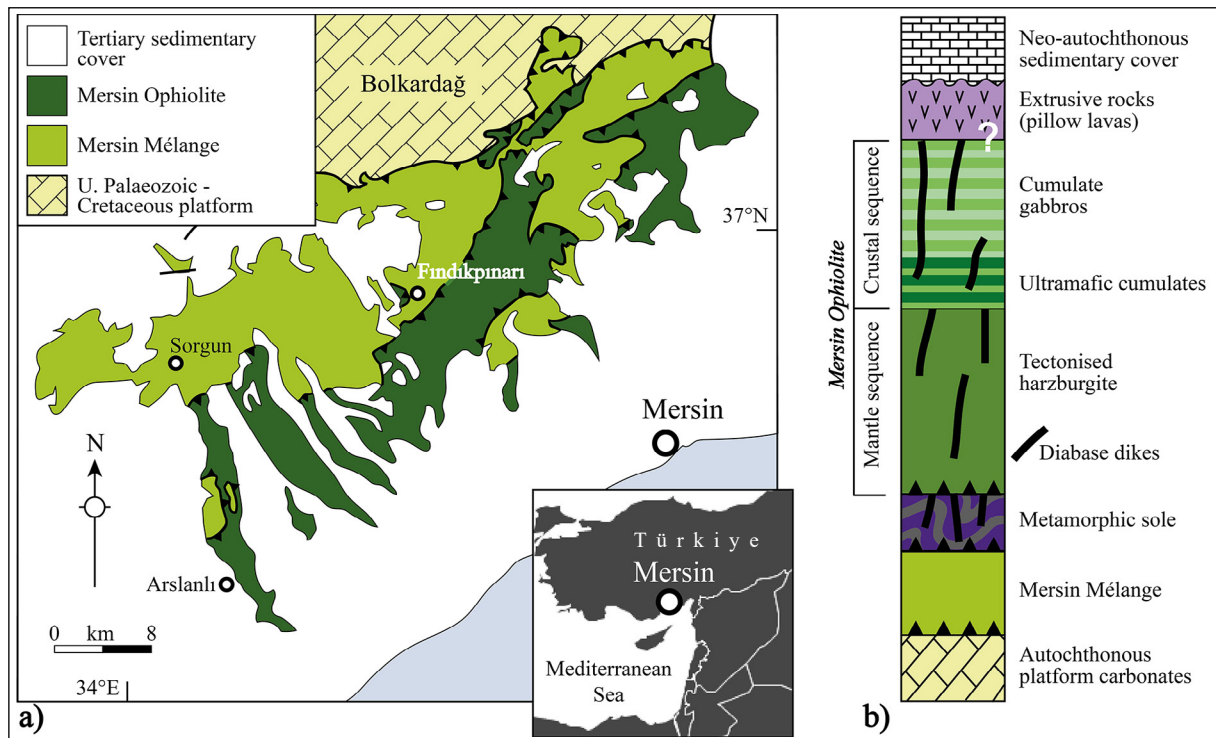 Tertiary sedimentary
cover
Mersin Ophiolite
Mersin Mélange
U. Palaeozoic -
Cretaceous platform
Bolkardağ
37°N
Fındıkpınarı
Sorgun
Mersin
N
Arslanlı
0 km 8
34°E
a)
Türkiye
Mersin
Mediterranean
Sea
b)
Neo-autochthonous
sedimentary cover
Extrusive rocks
(pillow lavas)
?
Mersin Ophiolite
Crustal sequence
Cumulate
gabbros
Ultramafic cumulates
Mantle sequence
Tectonised
harzburgite
Diabase dikes
Metamorphic sole
Mersin Mélange
Autochthonous
platform carbonates